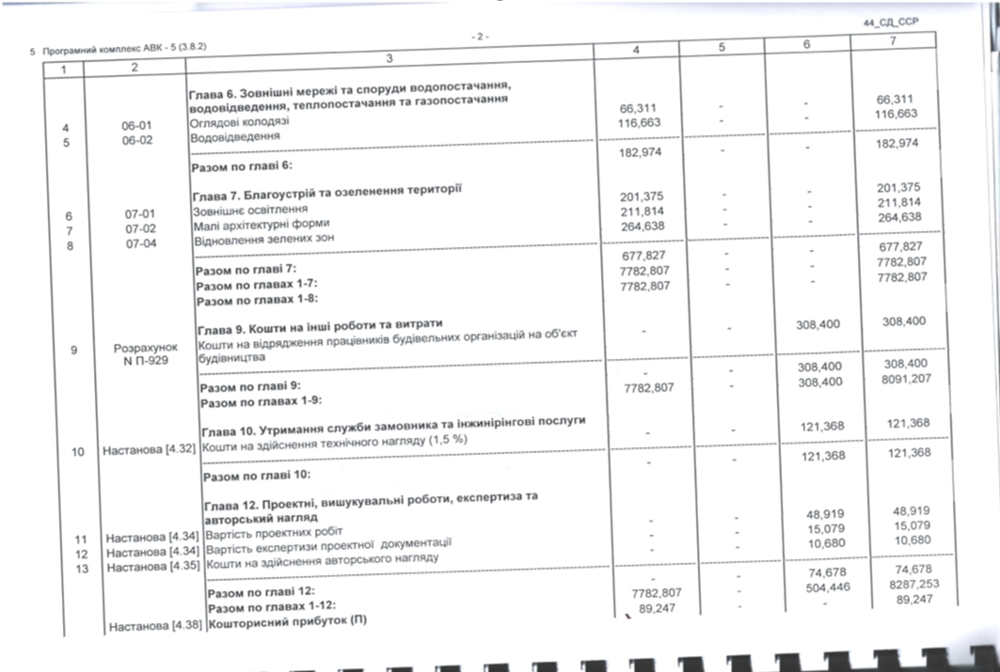 44_СД_ССР
5 Програмний комплекс АВК - 5 (3.8.2)
- 2 -
1 2 3 4 5 6 7
Глава 6. Зовнішні мережі та споруди водопостачання,
водовідведення, теплопостачання та газопостачання
4 06-01 Оглядові колодязі 66,311 - - 66,311
5 06-02 Водовідведення 116,663 - - 116,663
Разом по главі 6: 182,974 - - 182,974
Глава 7. Благоустрій та озеленення території
6 07-01 Зовнішнє освітлення 201,375 - - 201,375
7 07-02 Малі архітектурні форми 211,814 - - 211,814
8 07-04 Відновлення зелених зон 264,638 - - 264,638
Разом по главі 7: 677,827 - - 677,827
Разом по главах 1-7: 7782,807 - - 7782,807
Разом по главах 1-8: 7782,807 - - 7782,807
Глава 9. Кошти на інші роботи та витрати
9 Розрахунок Кошти на відрядження працівників будівельних організацій на об'єкт - - 308,400 308,400
N П-929 будівництва
Разом по главі 9: - - 308,400 308,400
Разом по главах 1-9: 7782,807 - 308,400 8091,207
Глава 10. Утримання служби замовника та інжинірінгові послуги
10 Настанова [4.32] Кошти на здійснення технічного нагляду (1,5 %) - - 121,368 121,368
Разом по главі 10: - - 121,368 121,368
Глава 12. Проектні, вишукувальні роботи, експертиза та
авторський нагляд
11 Настанова [4.34] Вартість проектних робіт - - 48,919 48,919
12 Настанова [4.34] Вартість експертизи проектної документації - - 15,079 15,079
13 Настанова [4.35] Кошти на здійснення авторського нагляду - - 10,680 10,680
Разом по главі 12: - - 74,678 74,678
Разом по главах 1-12: 7782,807 - 504,446 8287,253
Настанова [4.38] Кошторисний прибуток (П) 89,247 - - 89,247